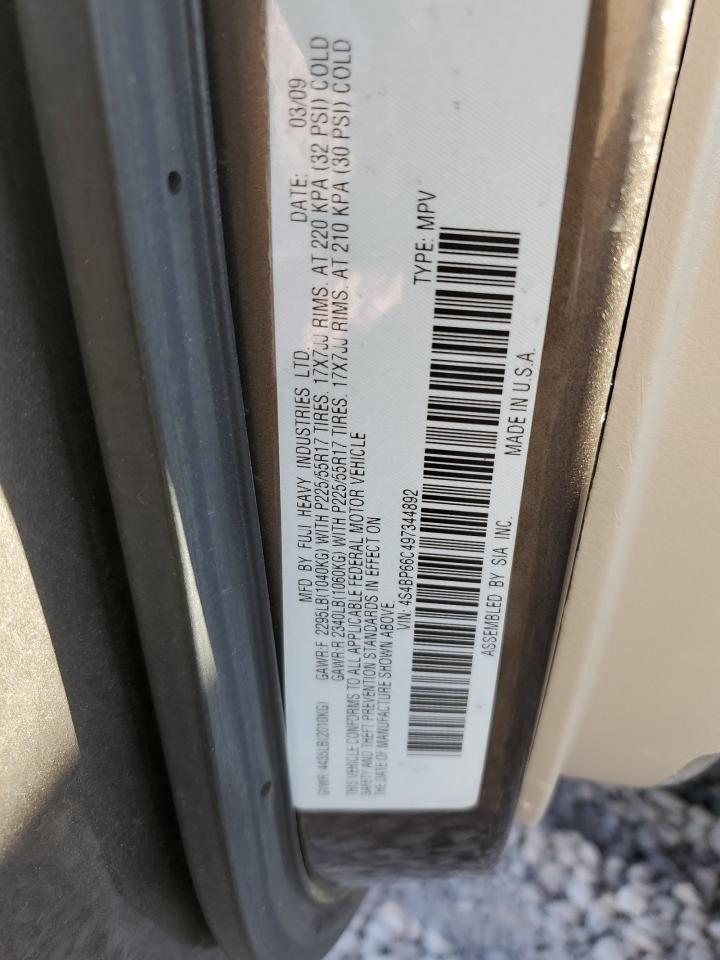 MFD BY FUJI HEAVY INDUSTRIES LTD. DATE: 03/09
GVWR: 4435LB(2010KG) GAWR:F 2295LB(1040KG) WITH P225/55R17 TIRES. 17X7JJ RIMS. AT 220 KPA (32 PSI) COLD
GAWR:R 2340LB(1060KG) WITH P225/55R17 TIRES. 17X7JJ RIMS. AT 210 KPA (30 PSI) COLD
THIS VEHICLE CONFORMS TO ALL APPLICABLE FEDERAL MOTOR VEHICLE
SAFETY AND THEFT PREVENTION STANDARDS IN EFFECT ON
THE DATE OF MANUFACTURE SHOWN ABOVE.
VIN: 4S4BP66C497344892 TYPE: MPV
ASSEMBLED BY SIA INC. MADE IN U.S.A.